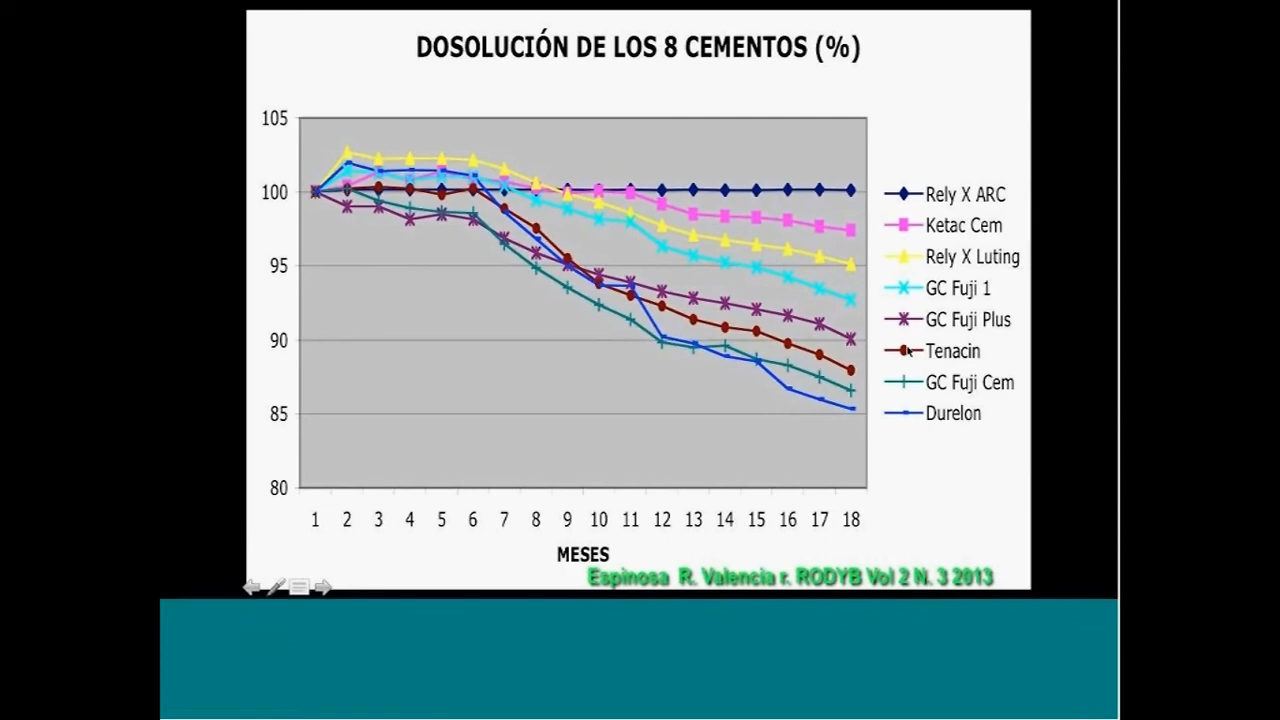 DOSOLUCIÓN DE LOS 8 CEMENTOS (%)
105
100
95
90
85
80
1 2 3 4 5 6 7 8 9 10 11 12 13 14 15 16 17 18
MESES
Rely X ARC
Ketac Cem
Rely X Luting
GC Fuji 1
GC Fuji Plus
Tenacin
GC Fuji Cem
Durelon
Espinosa R. Valencia r. RODYB Vol 2 N. 3 2013